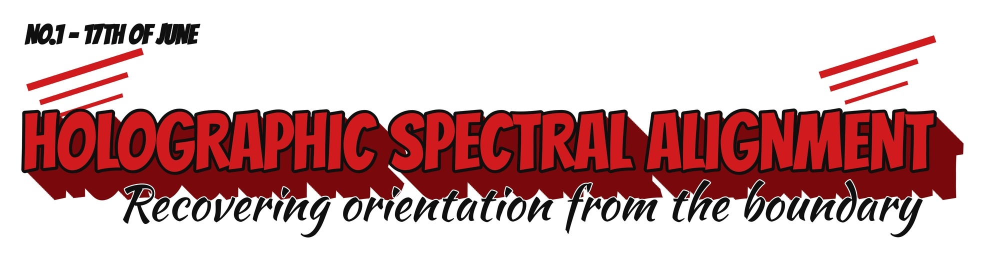 NO.1 - 17TH OF JUNE
HOLOGRAPHIC SPECTRAL ALIGNMENT
Recovering orientation from the boundary